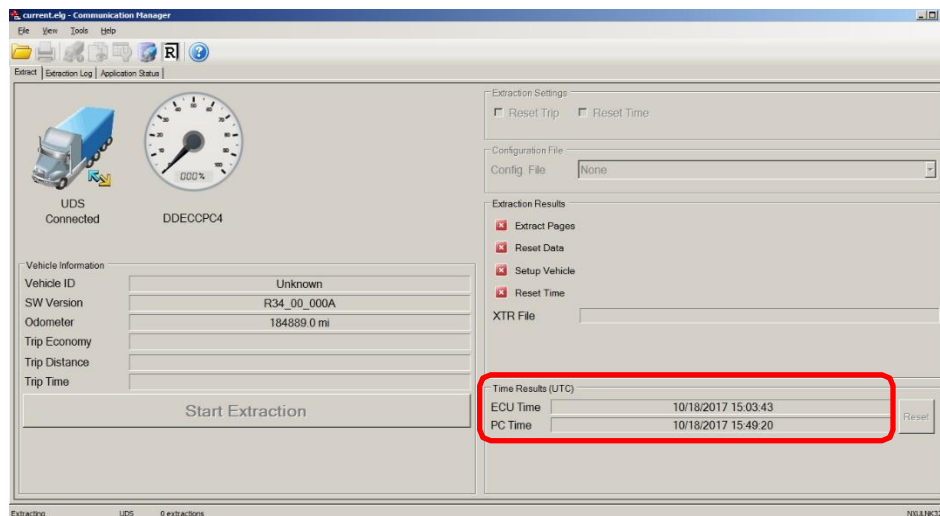 current.elg - Communication Manager
File View Tools Help
R ?
Extract Extraction Log Application Status
000%
UDS
Connected
DDECCPC4
Vehicle Information
Vehicle ID Unknown
SW Version R34_00_000A
Odometer 184889.0 mi
Trip Economy
Trip Distance
Trip Time
Start Extraction
Extraction Settings
Reset Trip Reset Time
Configuration File
Config. File None
Extraction Results
Extract Pages
Reset Data
Setup Vehicle
Reset Time
XTR File
Time Results (UTC)
ECU Time 10/18/2017 15:03:43
PC Time 10/18/2017 15:49:20
Reset
Extracting UDS 0 extractions